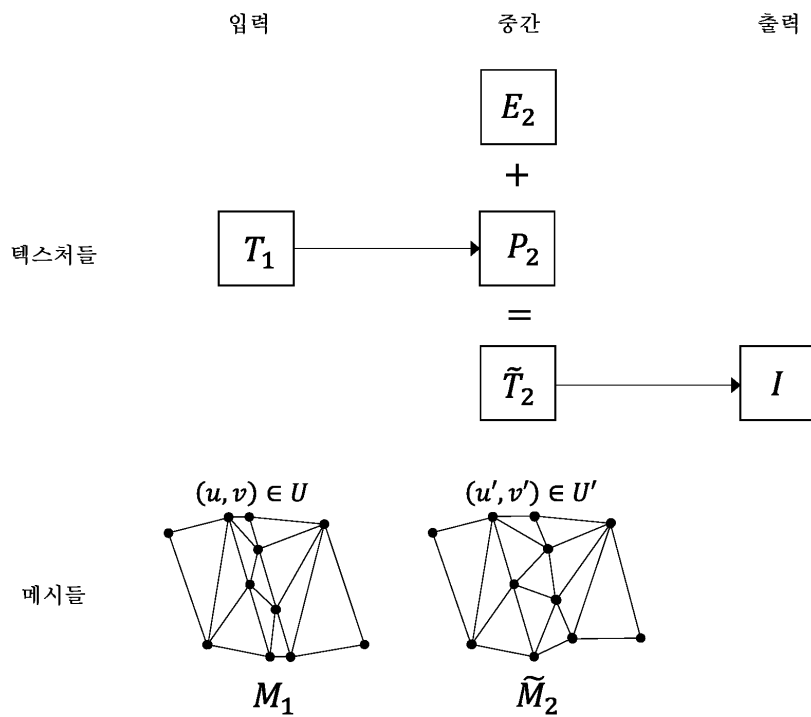 입력 중간 출력
E₂
+
텍스처들 T₁ P₂
=
T̃₂ I
(u, v) ∈ U (u′, v′) ∈ U′
메시들
M₁ M̃₂